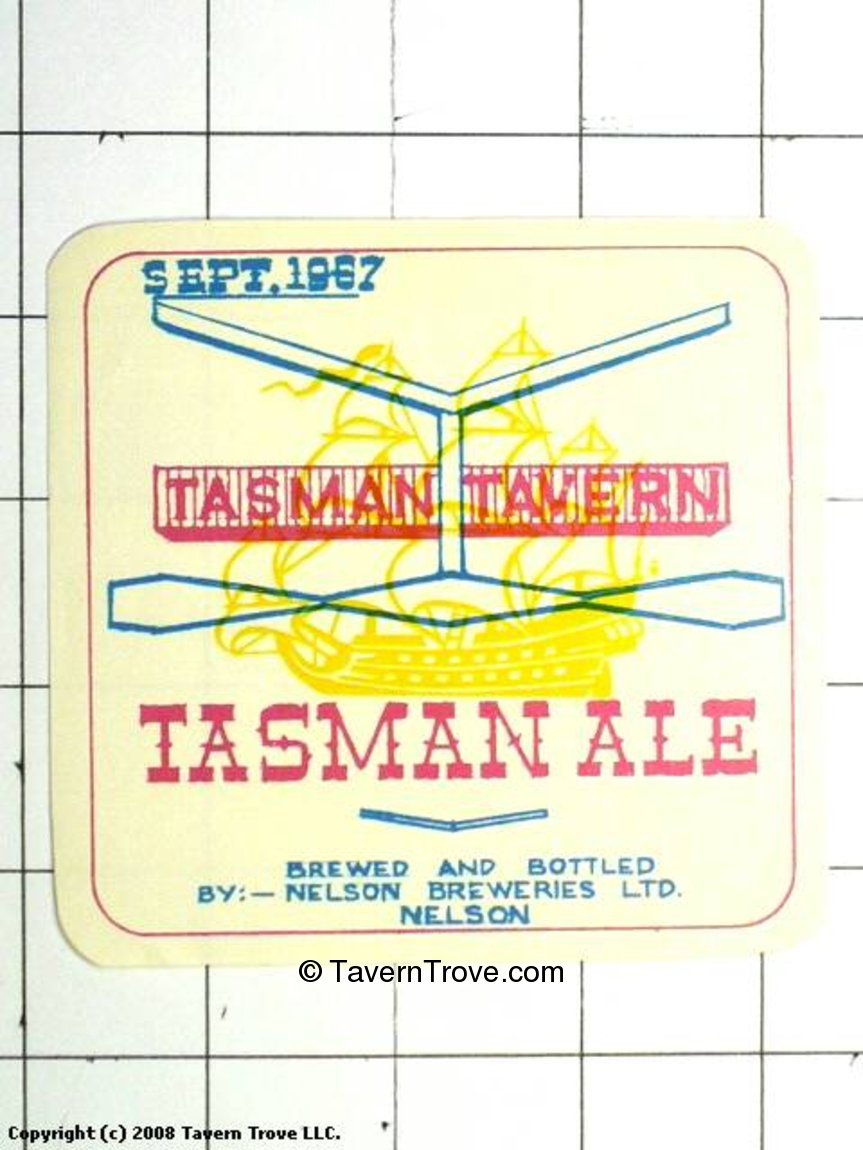 SEPT. 1967
TASMAN TAVERN
TASMAN ALE
BREWED AND BOTTLED
BY:— NELSON BREWERIES LTD.
NELSON
© TavernTrove.com
Copyright (c) 2008 Tavern Trove LLC.